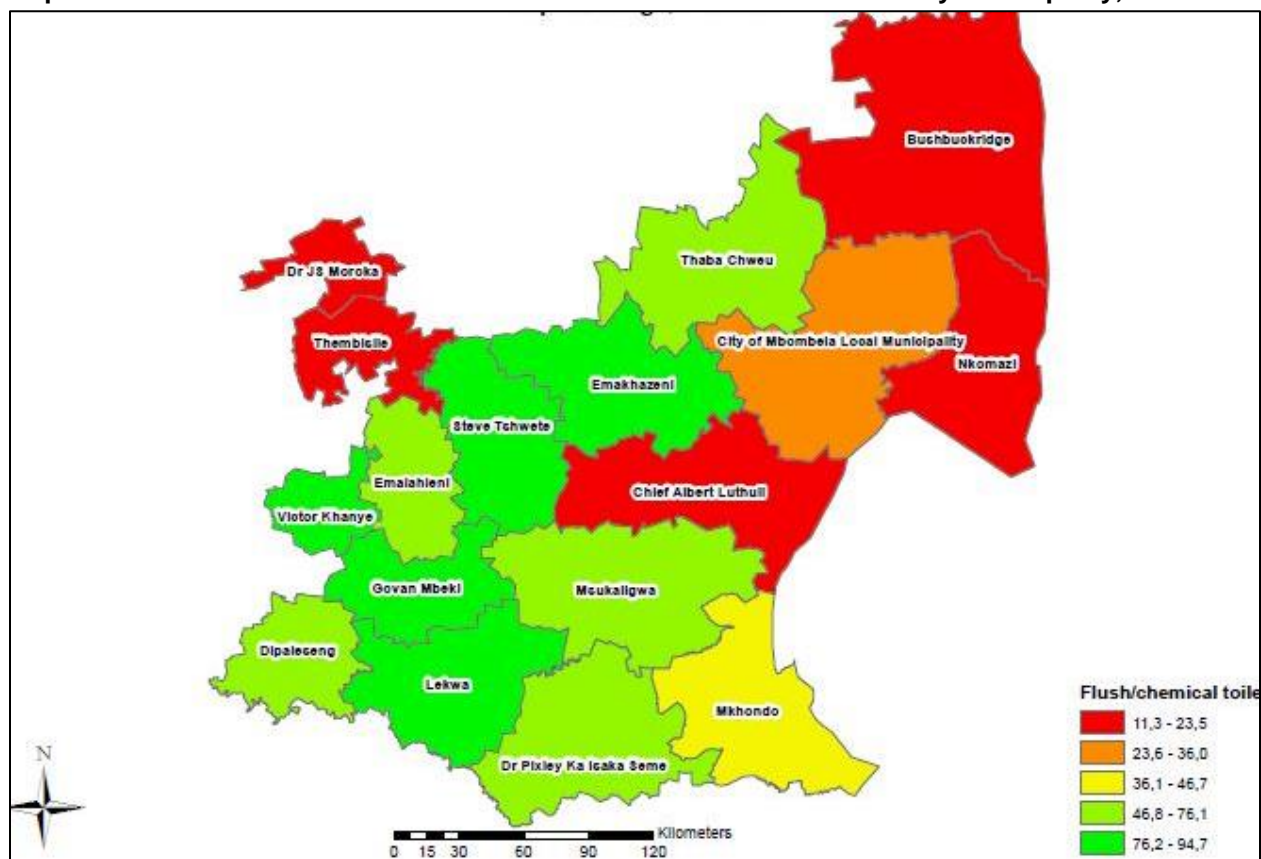 Bushbuckridge
Thaba Chweu
Dr JS Moroka
Thembisile
City of Mbombela Local Municipality
Nkomazi
Emakhazeni
Steve Tshwete
Emalahleni
Chief Albert Luthuli
Victor Khanye
Govan Mbeki
Msukaligwa
Dipaleseng
Lekwa
Mkhondo
Dr Pixley Ka Isaka Seme
Flush/chemical toile
11,3 - 23,5
23,6 - 36,0
36,1 - 46,7
46,8 - 76,1
76,2 - 94,7
N
Kilometers
0 15 30 60 90 120